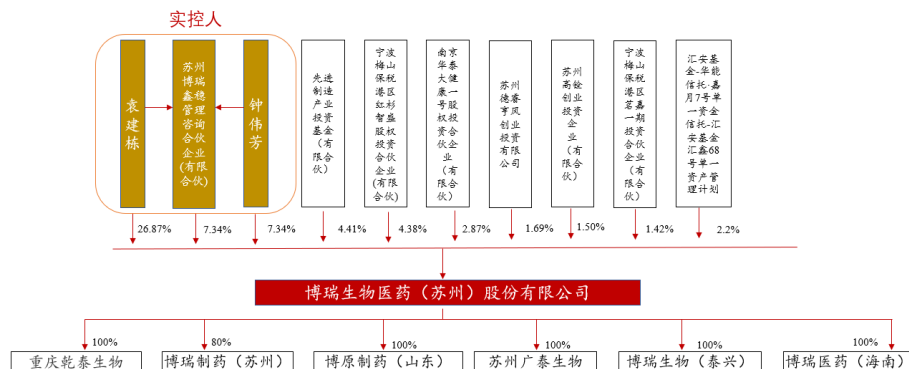 实控人
袁建栋
苏州
博瑞
鑫稳
管理
咨询
合伙
企业
(有限
合伙)
钟伟芳
先进
制造
产业
投资
基金
（有
限合
伙）
宁波
梅山
保税
港区
红杉
智盛
股权
投资
合伙
企业
(有限
合伙)
南京
华泰
大健
康一
号股
权投
资合
伙企
业
（有
限合
伙）
苏州
德睿
亨风
创业
投资
有限
公司
苏州
高铨
创业
投资
企业
（有
限合
伙）
宁波
梅山
保税
港区
茗嘉
一期
投资
合伙
企业
（有
限合
伙）
汇安基
金-华能
信托·嘉
月7号单
一资金
信托-汇
安基金
汇鑫68
号单一
资产管
理计划
26.87%
7.34%
7.34%
4.41%
4.38%
2.87%
1.69%
1.50%
1.42%
2.2%
博瑞生物医药（苏州）股份有限公司
100%
80%
100%
100%
100%
100%
重庆乾泰生物
博瑞制药（苏州）
博原制药（山东）
苏州广泰生物
博瑞生物（泰兴）
博瑞医药（海南）